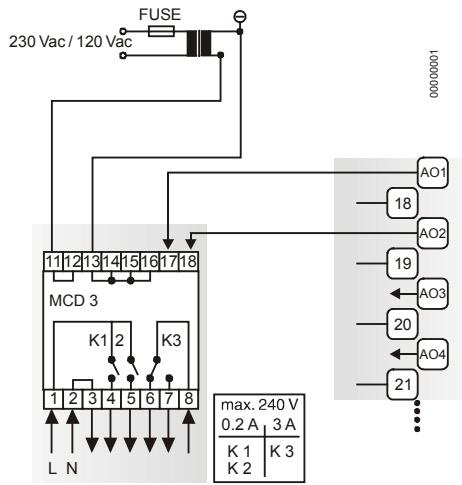 FUSE
230 Vac / 120 Vac
00000001
AO1
18
AO2
19
AO3
20
AO4
21
11 12 13 14 15 16 17 18
MCD 3
K1 2 K3
1 2 3 4 5 6 7 8
L N
max. 240 V
0.2 A 3 A
K 1 K 3
K 2